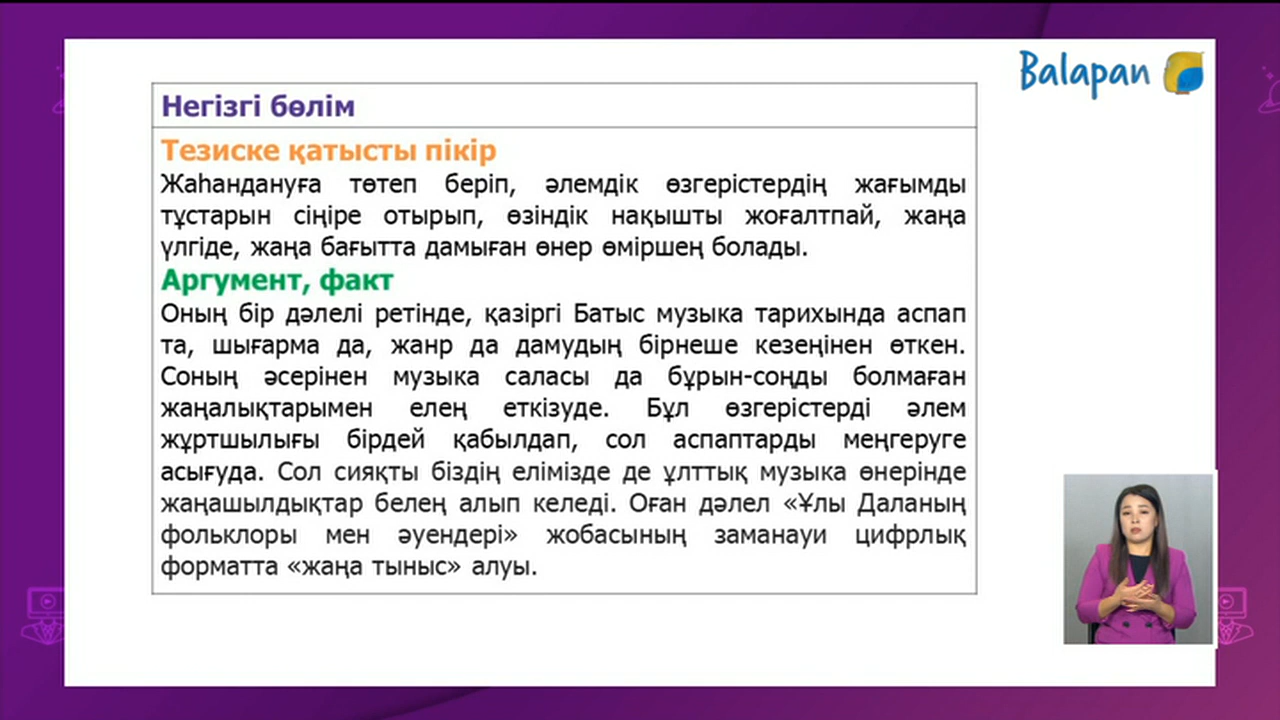 Balapan
Негізгі бөлім
Тезиске қатысты пікір
Жаһандануға төтеп беріп, әлемдік өзгерістердің жағымды
тұстарын сіңіре отырып, өзіндік нақышты жоғалтпай, жаңа
үлгіде, жаңа бағытта дамыған өнер өміршең болады.
Аргумент, факт
Оның бір дәлелі ретінде, қазіргі Батыс музыка тарихында аспап
та, шығарма да, жанр да дамудың бірнеше кезеңінен өткен.
Соның әсерінен музыка саласы да бұрын-соңды болмаған
жаңалықтарымен елең еткізуде. Бұл өзгерістерді әлем
жұртшылығы бірдей қабылдап, сол аспаптарды меңгеруге
асығуда. Сол сияқты біздің елімізде де ұлттық музыка өнерінде
жаңашылдықтар белең алып келеді. Оған дәлел «Ұлы Даланың
фольклоры мен әуендері» жобасының заманауи цифрлық
форматта «жаңа тыныс» алуы.